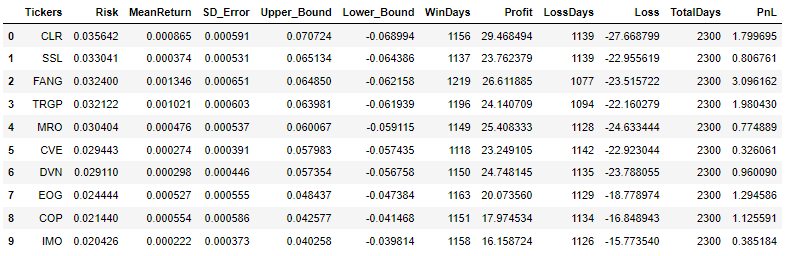 Tickers Risk MeanReturn SD_Error Upper_Bound Lower_Bound WinDays Profit LossDays Loss TotalDays PnL
0 CLR 0.035642 0.000865 0.000591 0.070724 -0.068994 1156 29.468494 1139 -27.668799 2300 1.799695
1 SSL 0.033041 0.000374 0.000531 0.065134 -0.064386 1137 23.762379 1139 -22.955619 2300 0.806761
2 FANG 0.032400 0.001346 0.000651 0.064850 -0.062158 1219 26.611885 1077 -23.515722 2300 3.096162
3 TRGP 0.032122 0.001021 0.000603 0.063981 -0.061939 1196 24.140709 1094 -22.160279 2300 1.980430
4 MRO 0.030404 0.000476 0.000537 0.060067 -0.059115 1149 25.408333 1128 -24.633444 2300 0.774889
5 CVE 0.029443 0.000274 0.000391 0.057983 -0.057435 1118 23.249105 1142 -22.923044 2300 0.326061
6 DVN 0.029110 0.000298 0.000446 0.057354 -0.056758 1150 24.748145 1135 -23.788055 2300 0.960090
7 EOG 0.024444 0.000527 0.000555 0.048437 -0.047384 1163 20.073560 1129 -18.778974 2300 1.294586
8 COP 0.021440 0.000554 0.000586 0.042577 -0.041468 1151 17.974534 1134 -16.848943 2300 1.125591
9 IMO 0.020426 0.000222 0.000373 0.040258 -0.039814 1158 16.158724 1126 -15.773540 2300 0.385184